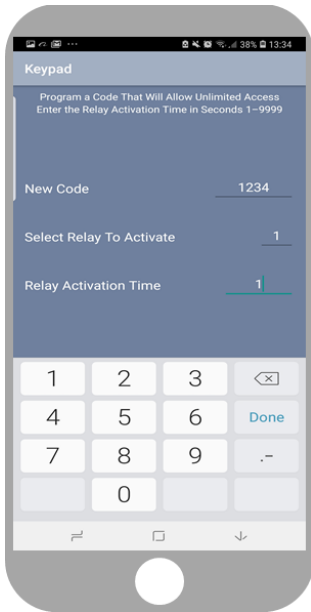 38% 13:34
Keypad
Program a Code That Will Allow Unlimited Access
Enter the Relay Activation Time in Seconds 1–9999
New Code 1234
Select Relay To Activate 1
Relay Activation Time 1
1 2 3
4 5 6 Done
7 8 9 .-
0